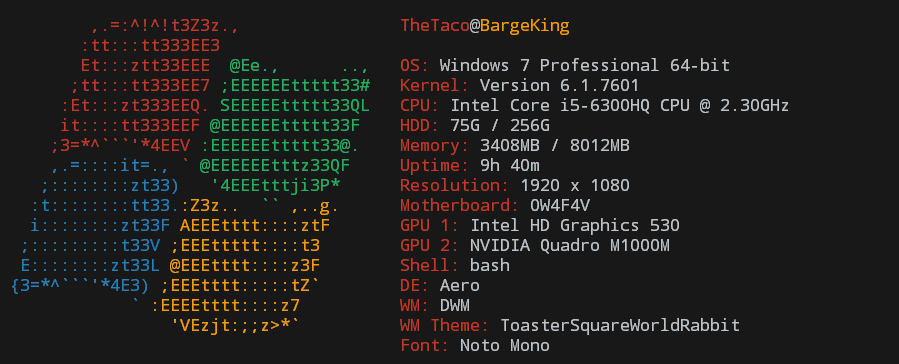 ,.=:^!^!t3Z3z.,                TheTaco@BargeKing
       :tt:::tt333EE3
       Et:::ztt33EEE  @Ee.,      ..,   OS: Windows 7 Professional 64-bit
      ;tt:::tt333EE7 ;EEEEEEttttt33#   Kernel: Version 6.1.7601
     :Et:::zt333EEQ. SEEEEEttttt33QL   CPU: Intel Core i5-6300HQ CPU @ 2.30GHz
     it::::tt333EEF @EEEEEEttttt33F    HDD: 75G / 256G
    ;3=*^```'*4EEV :EEEEEEttttt33@.    Memory: 3408MB / 8012MB
    ,.=::::it=., ` @EEEEEEtttz33QF     Uptime: 9h 40m
   ;::::::::zt33)   '4EEEtttji3P*      Resolution: 1920 x 1080
  :t::::::::tt33.:Z3z..  `` ,..g.      Motherboard: 0W4F4V
  i::::::::zt33F AEEEtttt::::ztF       GPU 1: Intel HD Graphics 530
 ;:::::::::t33V ;EEEttttt::::t3        GPU 2: NVIDIA Quadro M1000M
 E::::::::zt33L @EEEtttt::::z3F        Shell: bash
{3=*^```'*4E3) ;EEEtttt:::::tZ`        DE: Aero
            ` :EEEEtttt::::z7          WM: DWM
                'VEzjt:;;z>*`          WM Theme: ToasterSquareWorldRabbit
                                       Font: Noto Mono